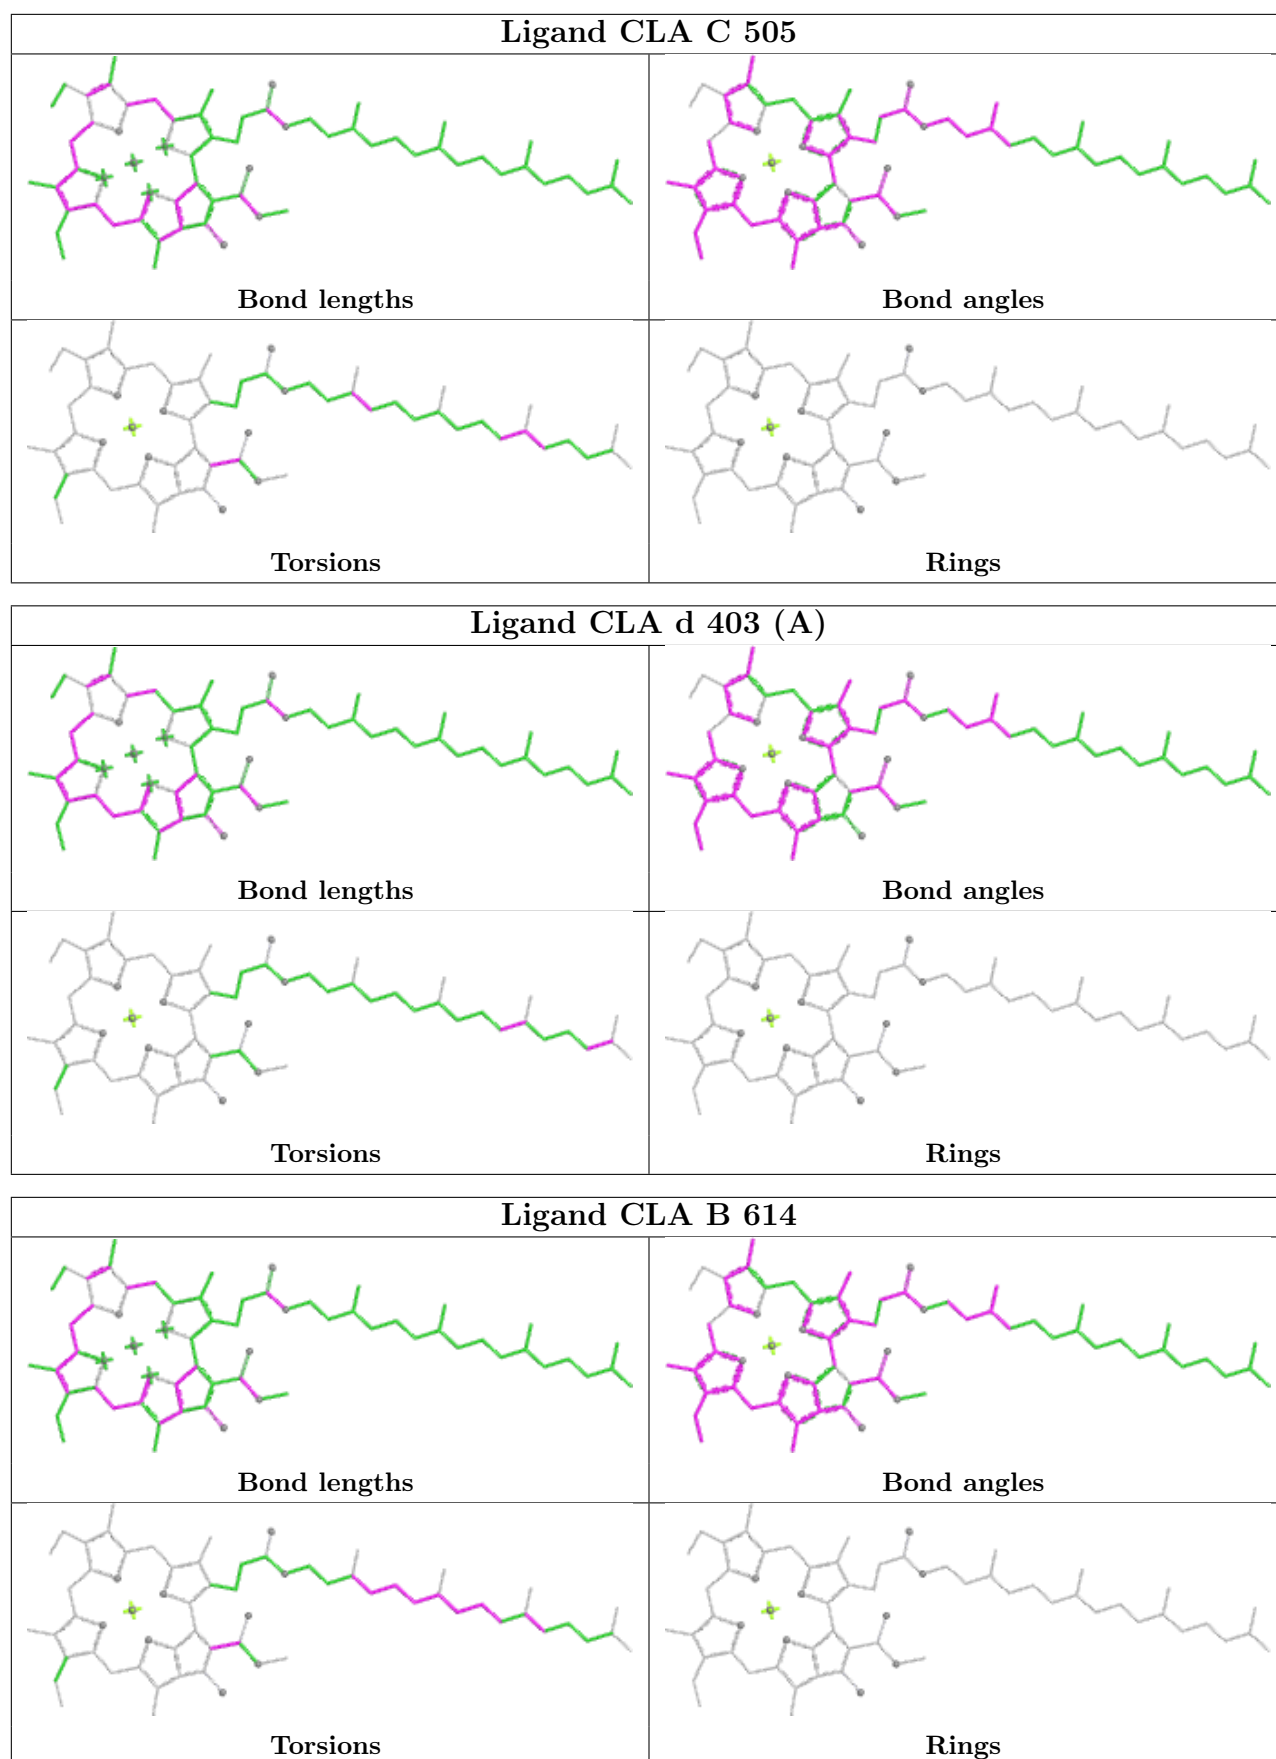 Ligand CLA C 505
Bond lengths
Bond angles
Torsions
Rings
Ligand CLA d 403 (A)
Bond lengths
Bond angles
Torsions
Rings
Ligand CLA B 614
Bond lengths
Bond angles
Torsions
Rings